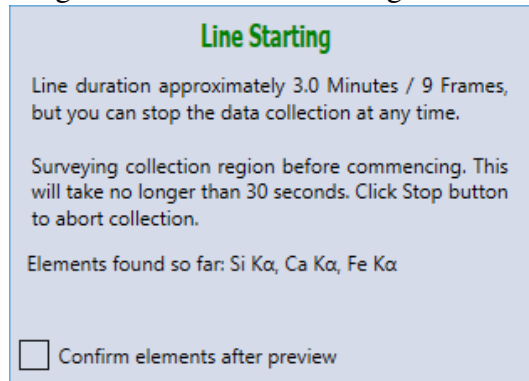 Line Starting
Line duration approximately 3.0 Minutes / 9 Frames,
but you can stop the data collection at any time.
Surveying collection region before commencing. This
will take no longer than 30 seconds. Click Stop button
to abort collection.
Elements found so far: Si Kα, Ca Kα, Fe Kα
Confirm elements after preview